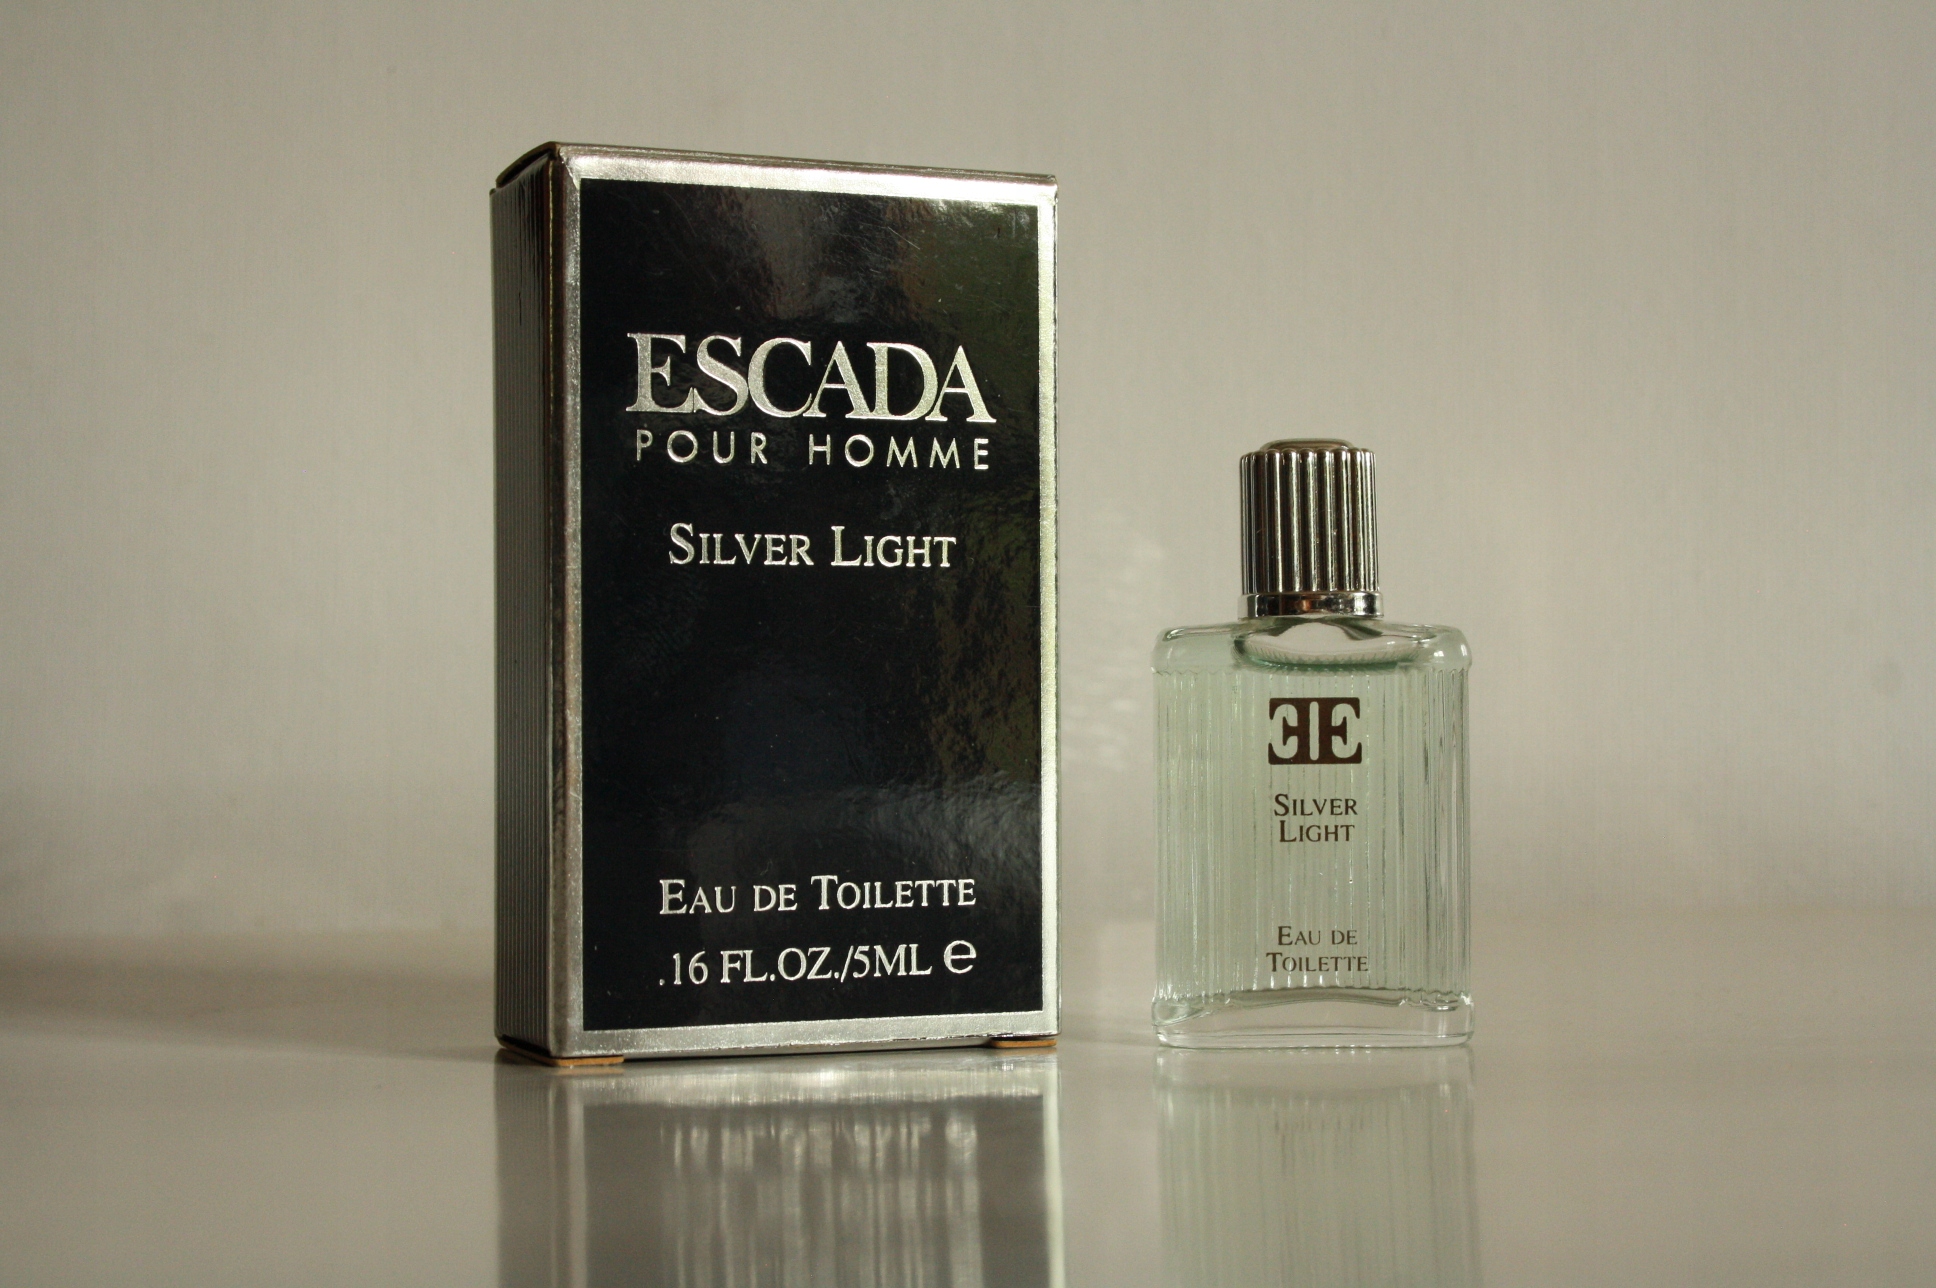 ESCADA
POUR HOMME
SILVER LIGHT
EAU DE TOILETTE
.16 FL.OZ./5ML e
EE
SILVER
LIGHT
EAU DE
TOILETTE